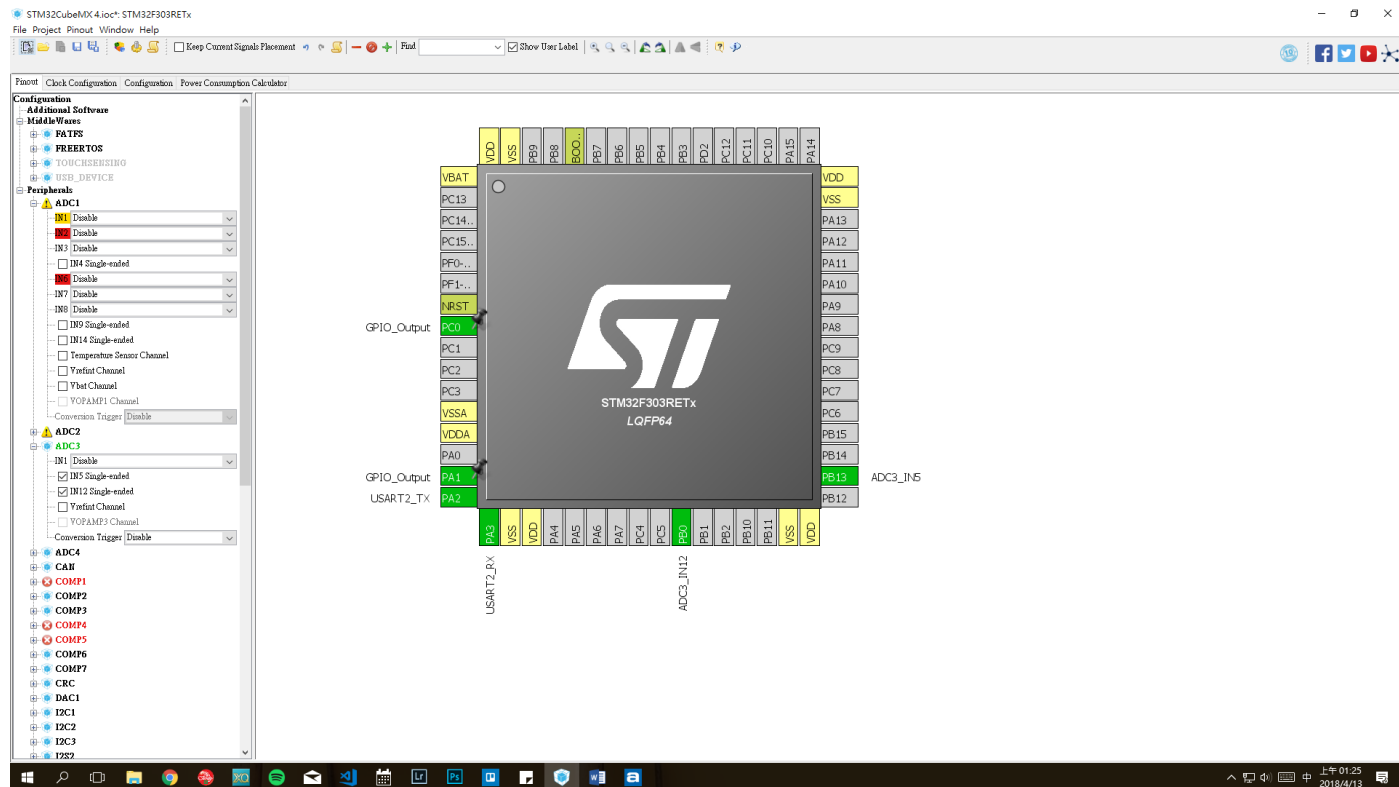 STM32CubeMX 4.ioc*: STM32F303RETx
File Project Pinout Window Help
Keep Current Signals Placement Find Show User Label
Pinout Clock Configuration Configuration Power Consumption Calculator
Configuration
Additional Software
MiddleWares
FATFS
FREERTOS
TOUCHSENSING
USB_DEVICE
Peripherals
ADC1
IN1 Disable
IN2 Disable
IN3 Disable
IN4 Single-ended
IN6 Disable
IN7 Disable
IN8 Disable
IN9 Single-ended
IN14 Single-ended
Temperature Sensor Channel
Vrefint Channel
Vbat Channel
VOPAMP1 Channel
Conversion Trigger Disable
ADC2
ADC3
IN1 Disable
IN5 Single-ended
IN12 Single-ended
Vrefint Channel
VOPAMP3 Channel
Conversion Trigger Disable
ADC4
CAN
COMP1
COMP2
COMP3
COMP4
COMP5
COMP6
COMP7
CRC
DAC1
I2C1
I2C2
I2C3
I2S2
VDD VSS PB9 PB8 BOO.. PB7 PB6 PB5 PB4 PB3 PD2 PC12 PC11 PC10 PA15 PA14
VBAT
PC13
PC14..
PC15..
PF0-..
PF1-..
NRST
GPIO_Output PC0
PC1
PC2
PC3
VSSA
VDDA
PA0
GPIO_Output PA1
USART2_TX PA2
ST
STM32F303RETx
LQFP64
VDD
VSS
PA13
PA12
PA11
PA10
PA9
PA8
PC9
PC8
PC7
PC6
PB15
PB14
PB13 ADC3_IN5
PB12
PA3 VSS VDD PA4 PA5 PA6 PA7 PC4 PC5 PB0 PB1 PB2 PB10 PB11 VSS VDD
USART2_RX ADC3_IN12
Lr Ps W a
中
上午 01:25
2018/4/13